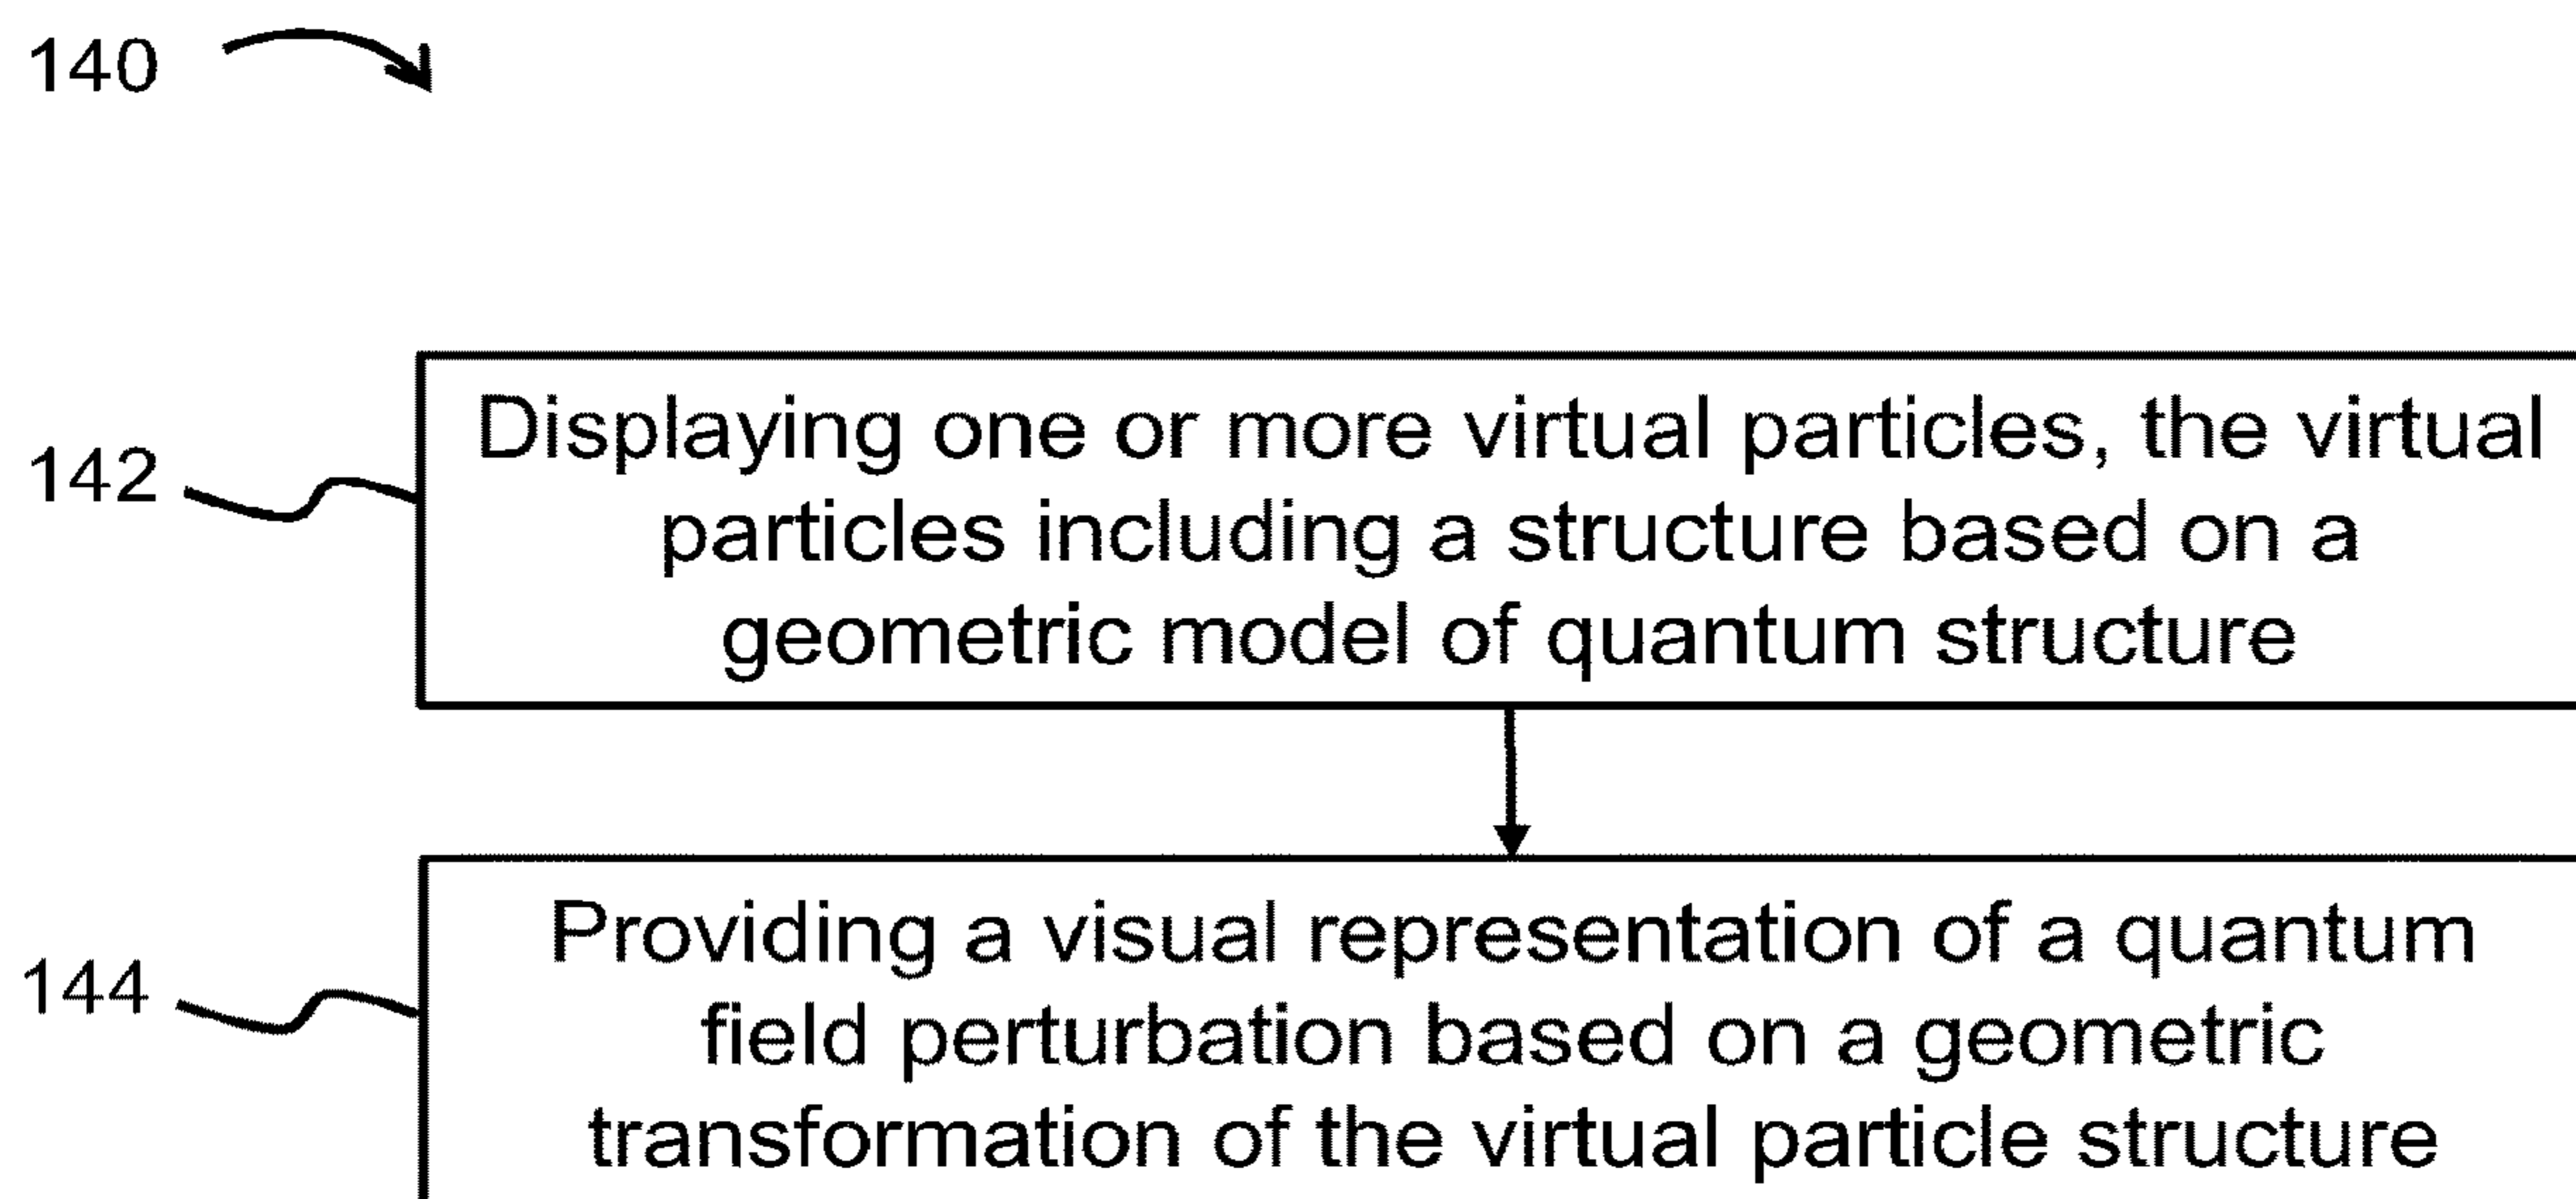 140
142
Displaying one or more virtual particles, the virtual
particles including a structure based on a
geometric model of quantum structure
144
Providing a visual representation of a quantum
field perturbation based on a geometric
transformation of the virtual particle structure